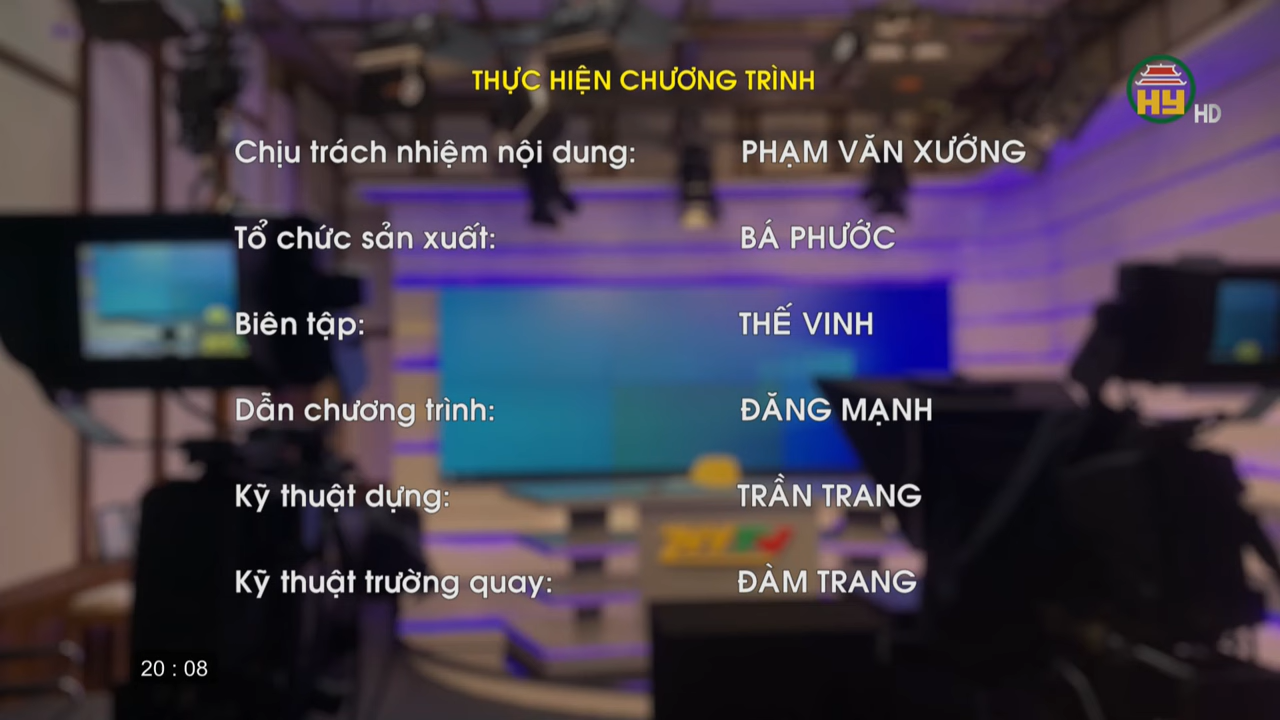 THỰC HIỆN CHƯƠNG TRÌNH
HY HD
Chịu trách nhiệm nội dung: PHẠM VĂN XƯỚNG
Tổ chức sản xuất: BÁ PHƯỚC
Biên tập: THẾ VINH
Dẫn chương trình: ĐĂNG MẠNH
Kỹ thuật dựng: TRẦN TRANG
Kỹ thuật trường quay: ĐÀM TRANG
HYTV
20 : 08